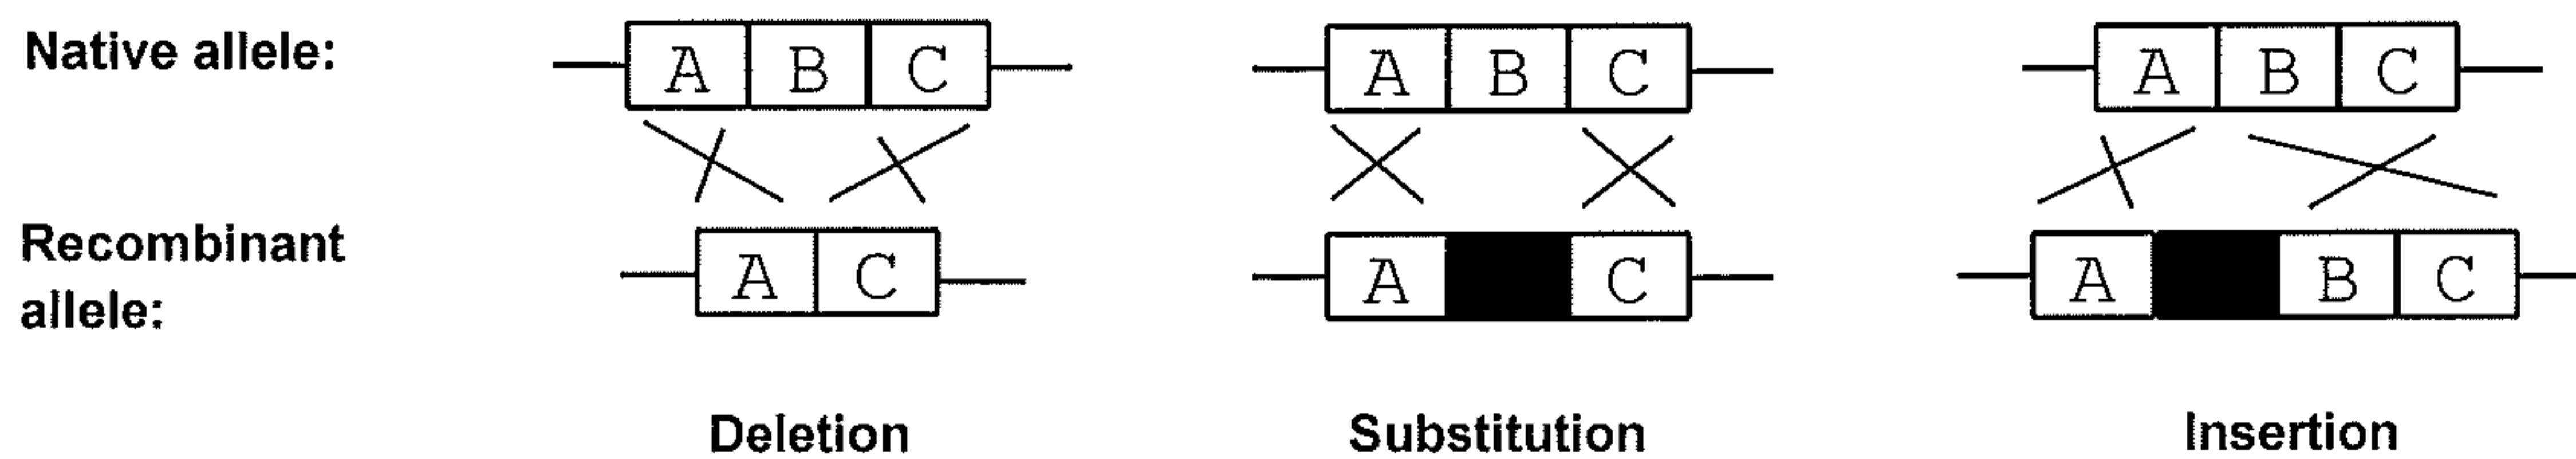 Native allele: A B C A B C A B C
Recombinant
allele: A C A C A B C
Deletion Substitution Insertion